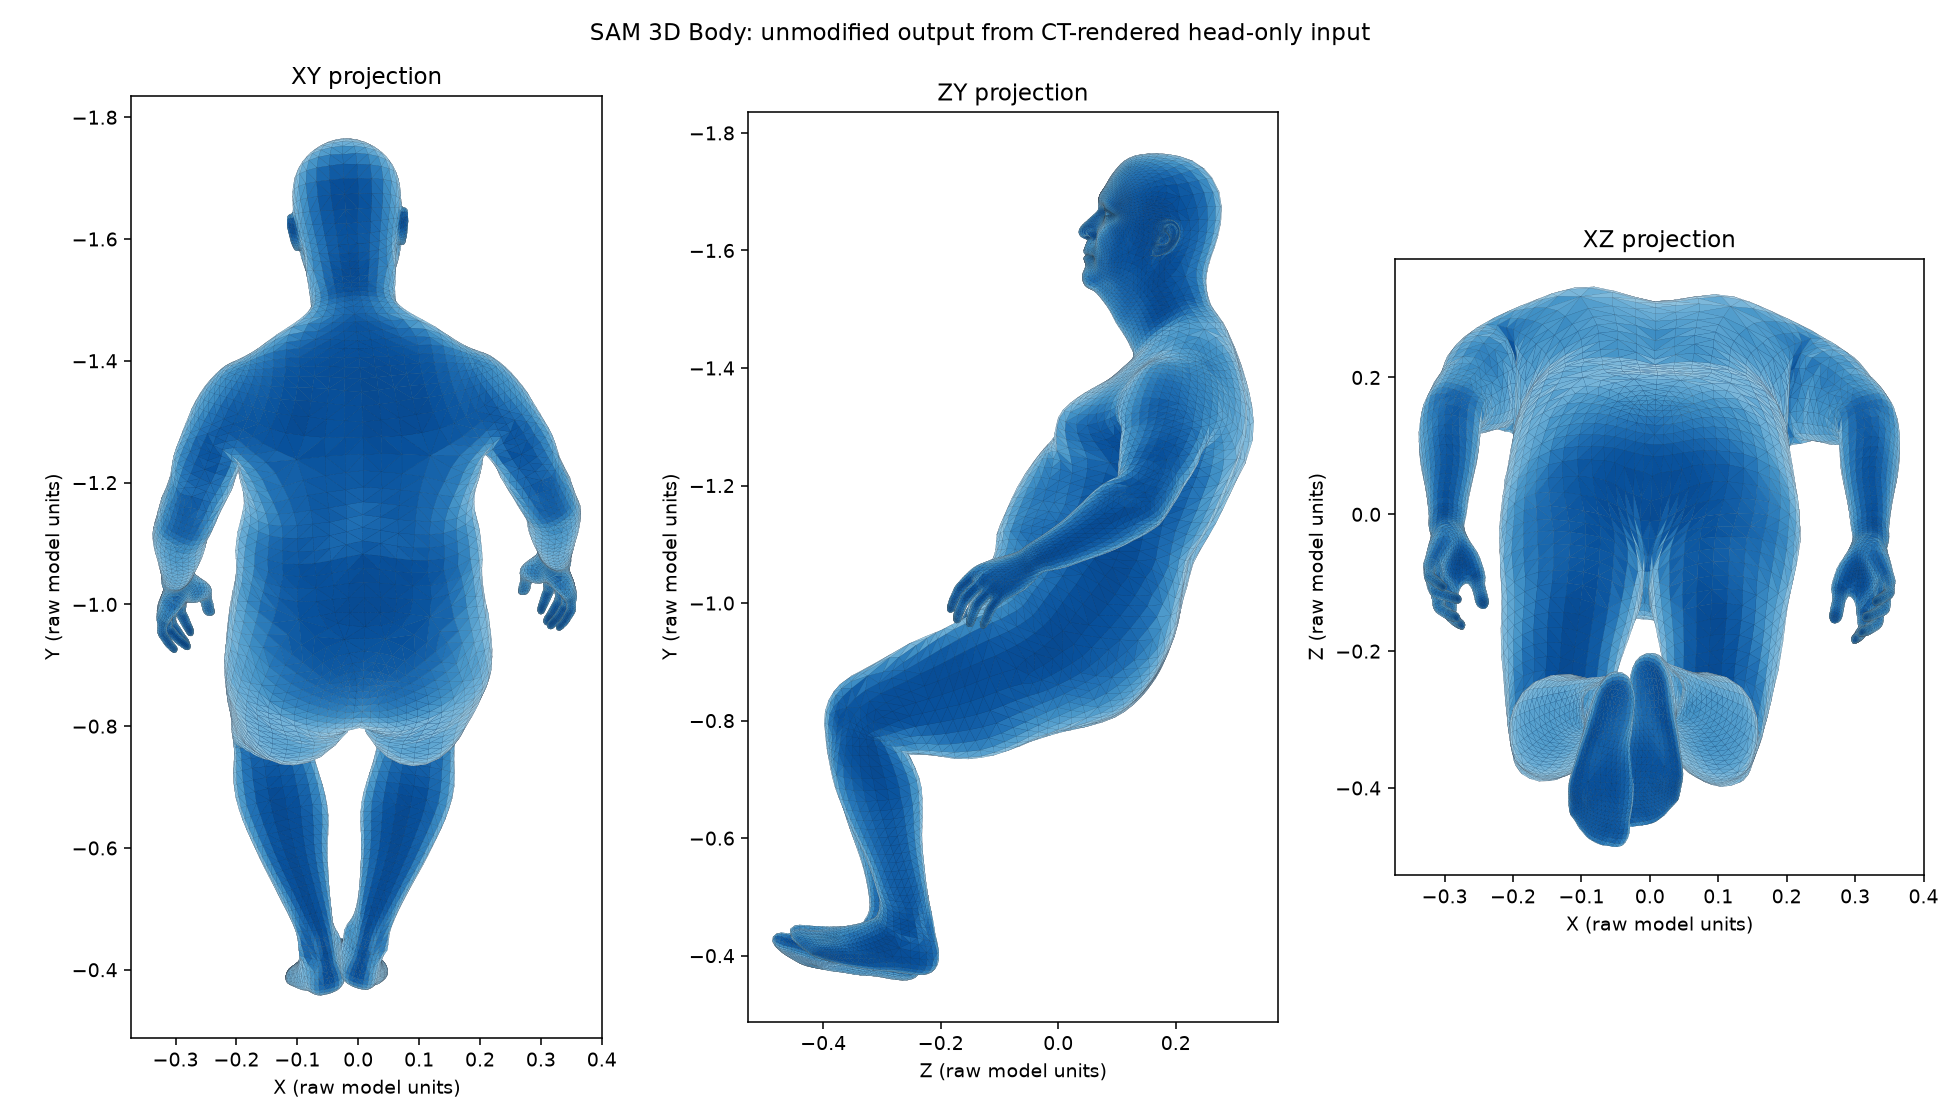 SAM 3D Body: unmodified output from CT-rendered head-only input
XY projection
−1.8
−1.6
−1.4
−1.2
−1.0
−0.8
−0.6
−0.4
Y (raw model units)
−0.3 −0.2 −0.1 0.0 0.1 0.2 0.3 0.4
X (raw model units)
ZY projection
−1.8
−1.6
−1.4
−1.2
−1.0
−0.8
−0.6
−0.4
Y (raw model units)
−0.4 −0.2 0.0 0.2
Z (raw model units)
XZ projection
0.2
0.0
−0.2
−0.4
Z (raw model units)
−0.3 −0.2 −0.1 0.0 0.1 0.2 0.3 0.4
X (raw model units)